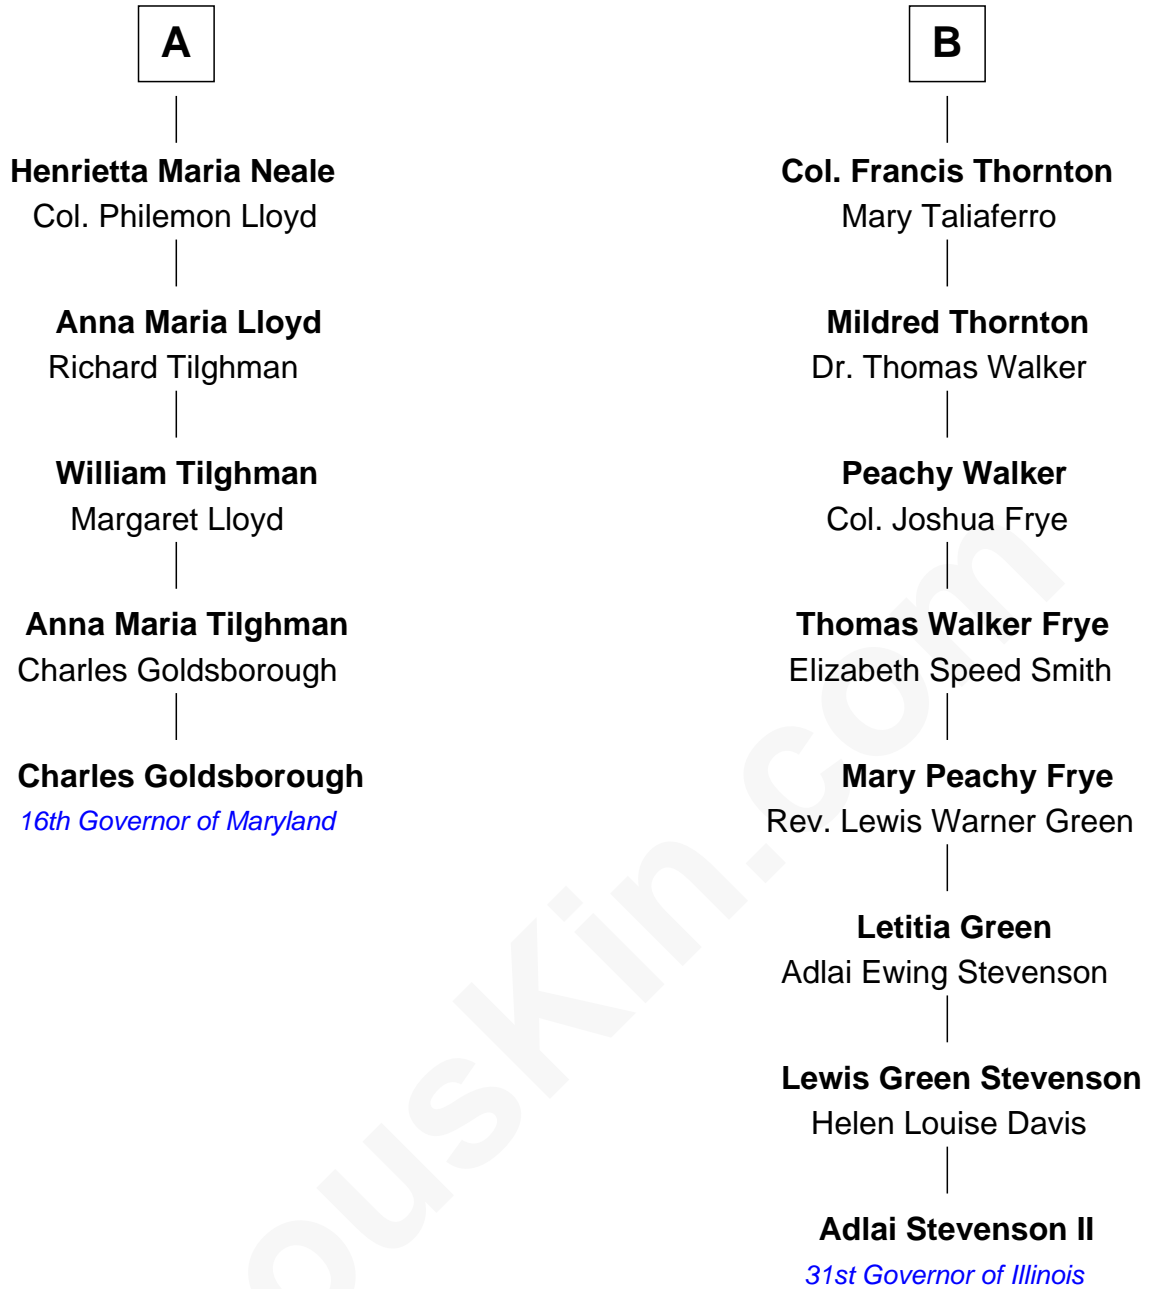 A
Henrietta Maria Neale
Col. Philemon Lloyd
Anna Maria Lloyd
Richard Tilghman
William Tilghman
Margaret Lloyd
Anna Maria Tilghman
Charles Goldsborough
Charles Goldsborough
16th Governor of Maryland
B
Col. Francis Thornton
Mary Taliaferro
Mildred Thornton
Dr. Thomas Walker
Peachy Walker
Col. Joshua Frye
Thomas Walker Frye
Elizabeth Speed Smith
Mary Peachy Frye
Rev. Lewis Warner Green
Letitia Green
Adlai Ewing Stevenson
Lewis Green Stevenson
Helen Louise Davis
Adlai Stevenson II
31st Governor of Illinois
ousKin.com